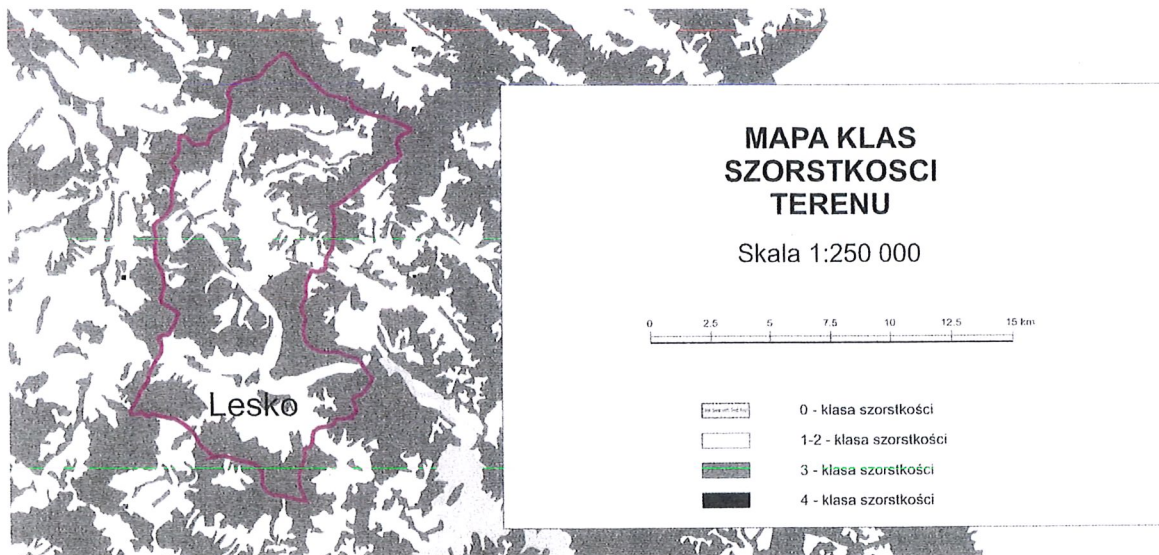 MAPA KLAS
SZORSTKOSCI
TERENU
Skala 1:250 000
0 2.5 5 7.5 10 12.5 15 km
0 - klasa szorstkości
1-2 - klasa szorstkości
3 - klasa szorstkości
4 - klasa szorstkości
Lesko